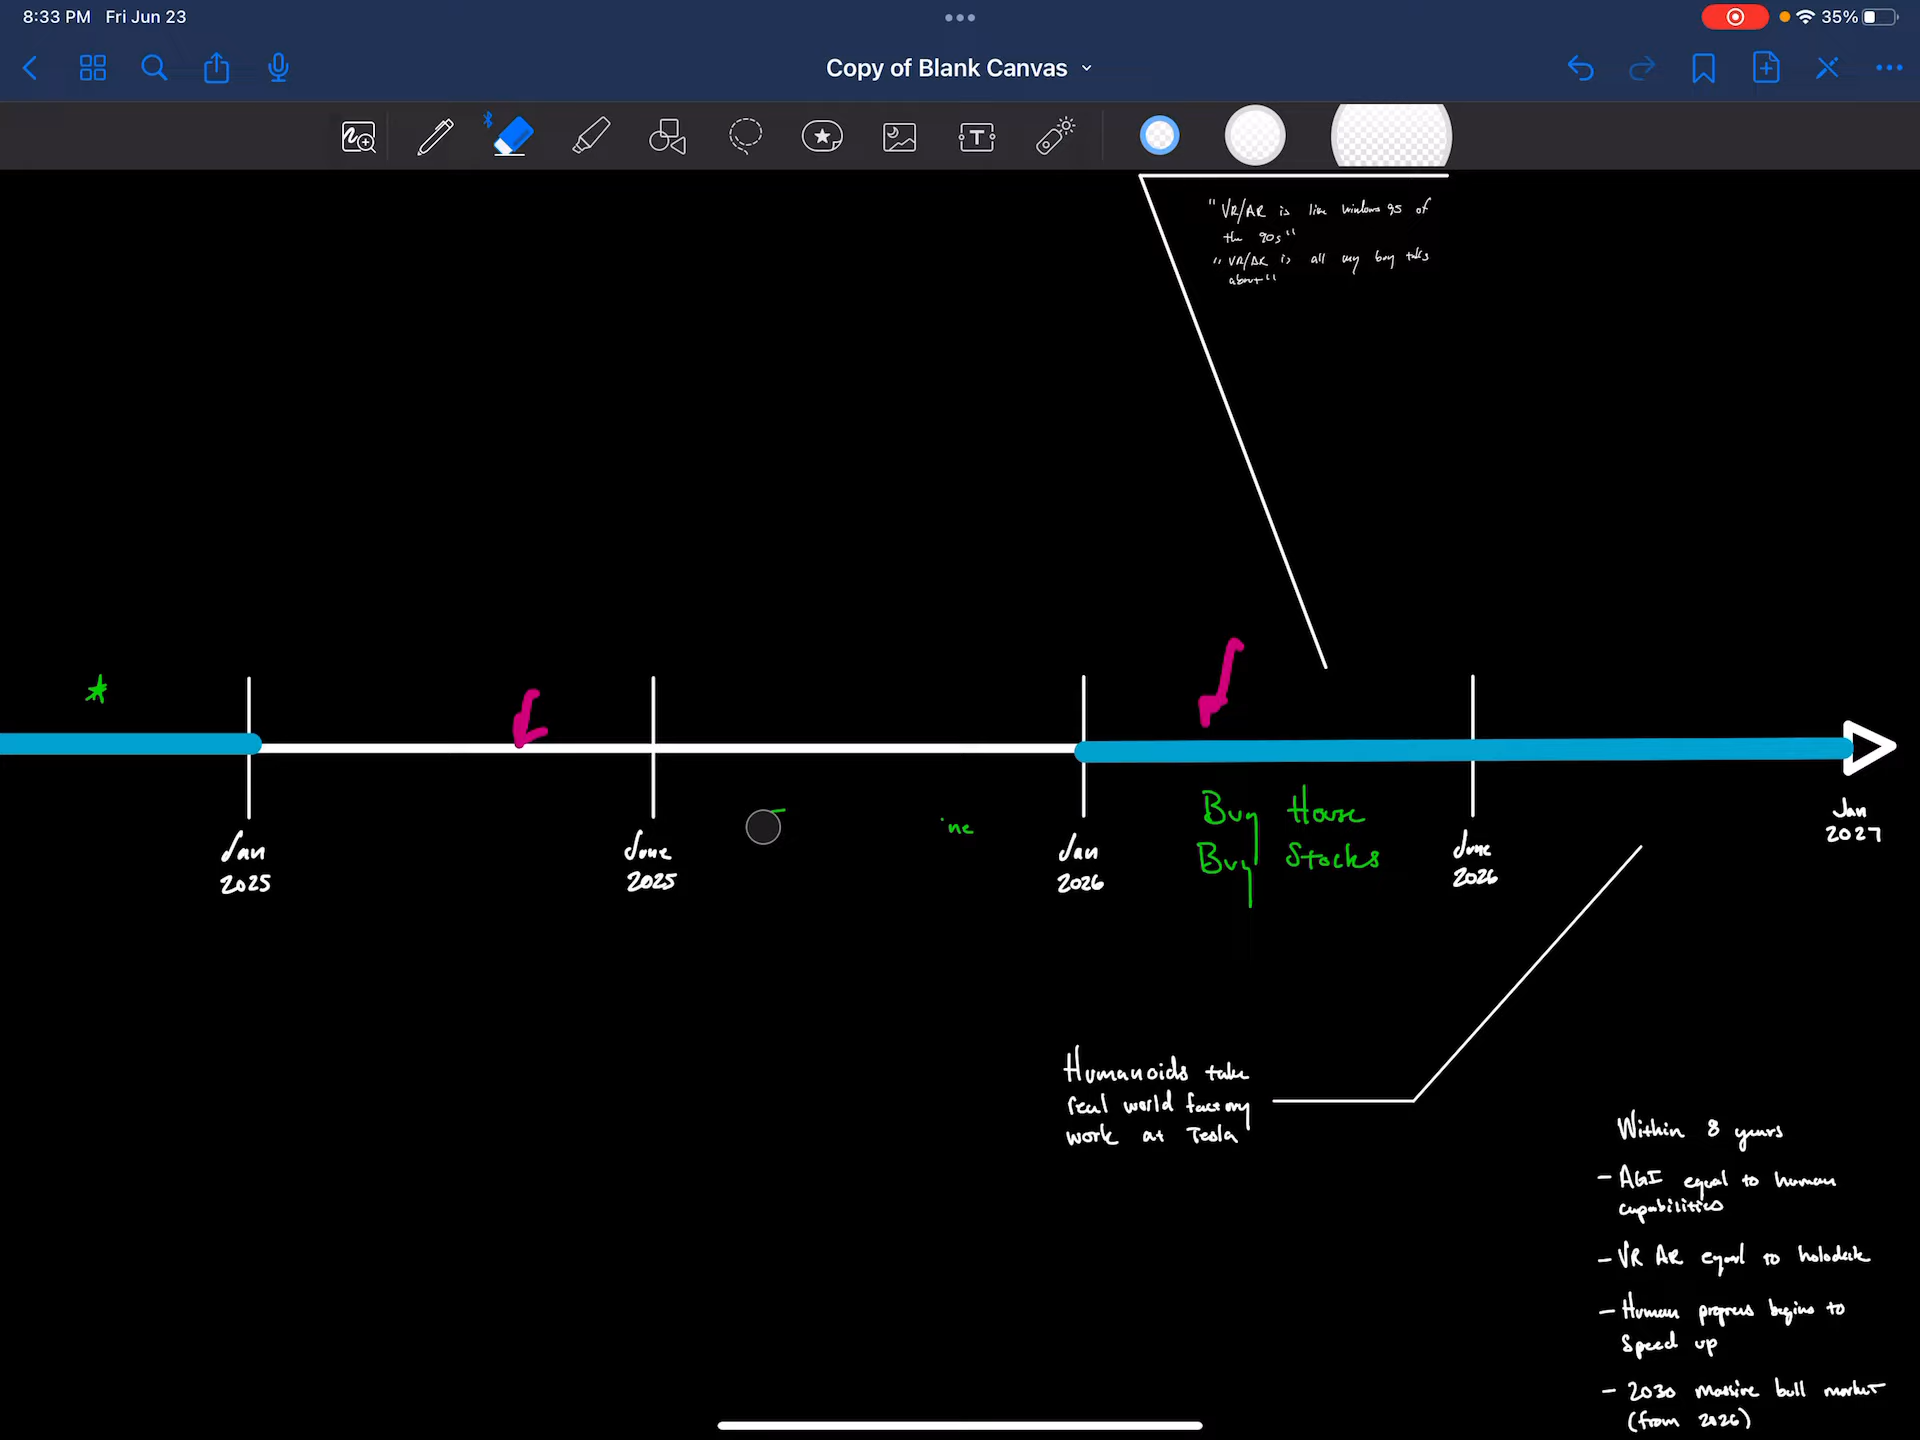 8:33 PM Fri Jun 23
35%
Copy of Blank Canvas
T
"VR/AR is like windows 95 of
the 90s"
"VR/AR is all my buy talks
about"
Jan
2025
June
2025
ne
Jan
2026
Buy House
Buy Stocks
June
2026
Jan
2027
Humanoids take
real world factory
work at Tesla
Within 8 years
- AGI equal to human
capabilities
- VR AR equal to holodeck
- Human progress begins to
speed up
- 2030 massive bull market
(from 2026)